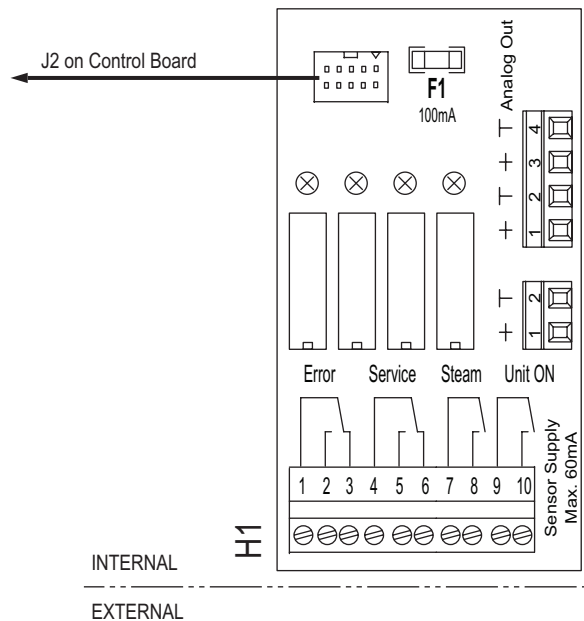 J2 on Control Board
F1
100mA
Analog Out
4
3
2
1
2
1
Error Service Steam Unit ON
1 2 3 4 5 6 7 8 9 10
Sensor Supply
Max. 60mA
H1
INTERNAL
EXTERNAL